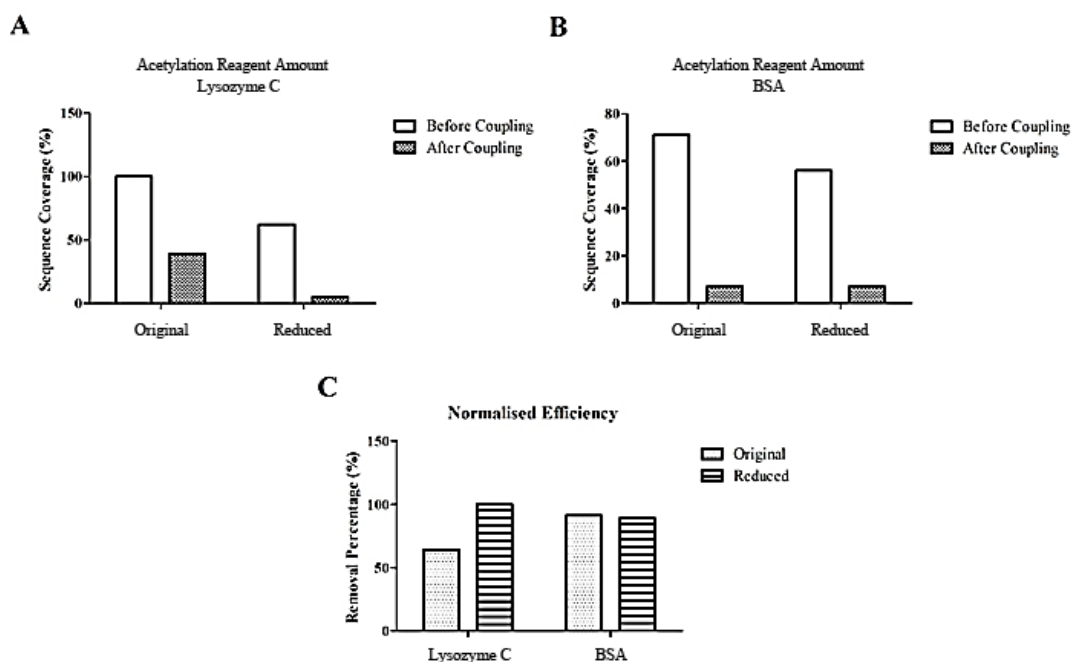 A
Acetylation Reagent Amount
Lysozyme C
Sequence Coverage (%)
150
100
50
0
Original
Reduced
Before Coupling
After Coupling
B
Acetylation Reagent Amount
BSA
Sequence Coverage (%)
80
60
40
20
0
Original
Reduced
Before Coupling
After Coupling
C
Normalised Efficiency
Removal Percentage (%)
150
100
50
0
Lysozyme C
BSA
Original
Reduced